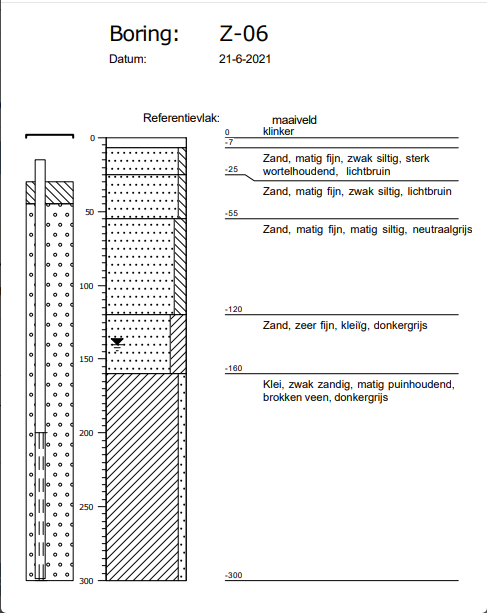 Boring: Z-06
Datum: 21-6-2021
Referentievlak: maaiveld
0
0 klinker
-7
Zand, matig fijn, zwak siltig, sterk
wortelhoudend, lichtbruin
-25
Zand, matig fijn, zwak siltig, lichtbruin
50
-55
Zand, matig fijn, matig siltig, neutraalgrijs
100
-120
Zand, zeer fijn, kleiïg, donkergrijs
150
-160
Klei, zwak zandig, matig puinhoudend,
brokken veen, donkergrijs
200
250
300
-300